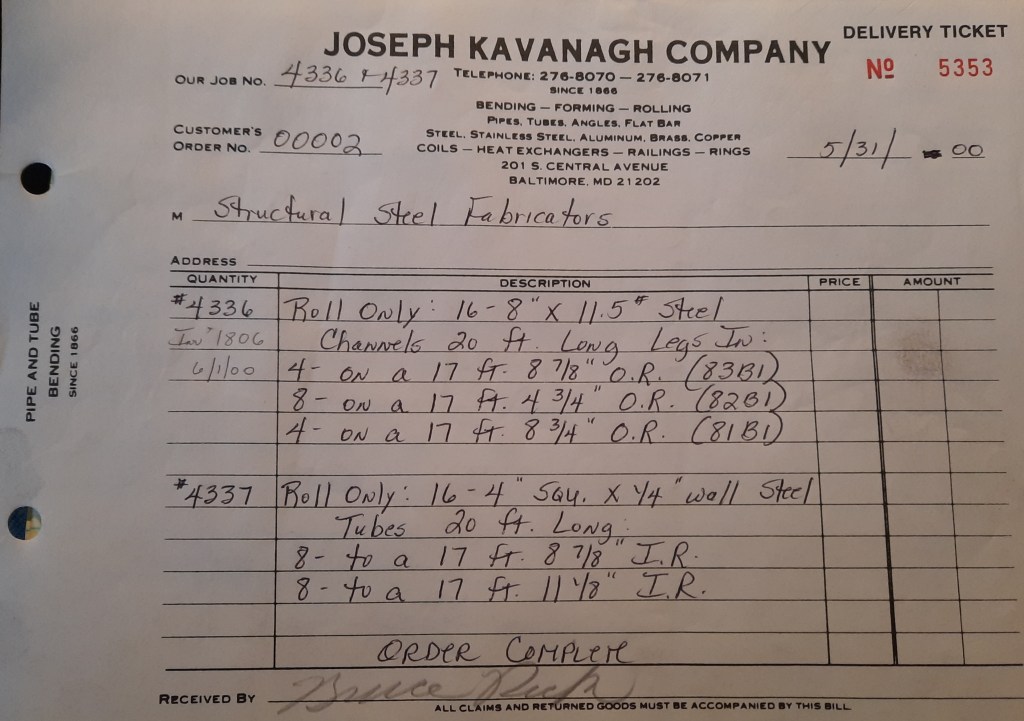 DELIVERY TICKET
JOSEPH KAVANAGH COMPANY
Nº 5353
OUR JOB NO. 4336 & 4337
TELEPHONE: 276-8070 — 276-8071
SINCE 1866
BENDING — FORMING — ROLLING
PIPES, TUBES, ANGLES, FLAT BAR
CUSTOMER'S
ORDER NO. 00002
STEEL, STAINLESS STEEL, ALUMINUM, BRASS, COPPER
COILS — HEAT EXCHANGERS — RAILINGS — RINGS
201 S. CENTRAL AVENUE
BALTIMORE, MD 21202
5/31/ 00
M Structural Steel Fabricators
ADDRESS
QUANTITY DESCRIPTION PRICE AMOUNT
#4336 Roll Only: 16-8" x 11.5# Steel
Inv# 1806 Channels 20 ft. Long Legs In:
6/1/00 4- on a 17 ft. 8 7/8" O.R. (83B1)
8- on a 17 ft. 4 3/4" O.R. (82B1)
4- on a 17 ft. 8 3/4" O.R. (81B1)
#4337 Roll Only: 16-4" Squ. x 1/4" wall Steel
Tubes 20 ft. Long:
8- to a 17 ft. 8 7/8" I.R.
8- to a 17 ft. 11 1/8" I.R.
ORDER COMPLETE
RECEIVED BY Bruce
ALL CLAIMS AND RETURNED GOODS MUST BE ACCOMPANIED BY THIS BILL
PIPE AND TUBE
BENDING
SINCE 1866